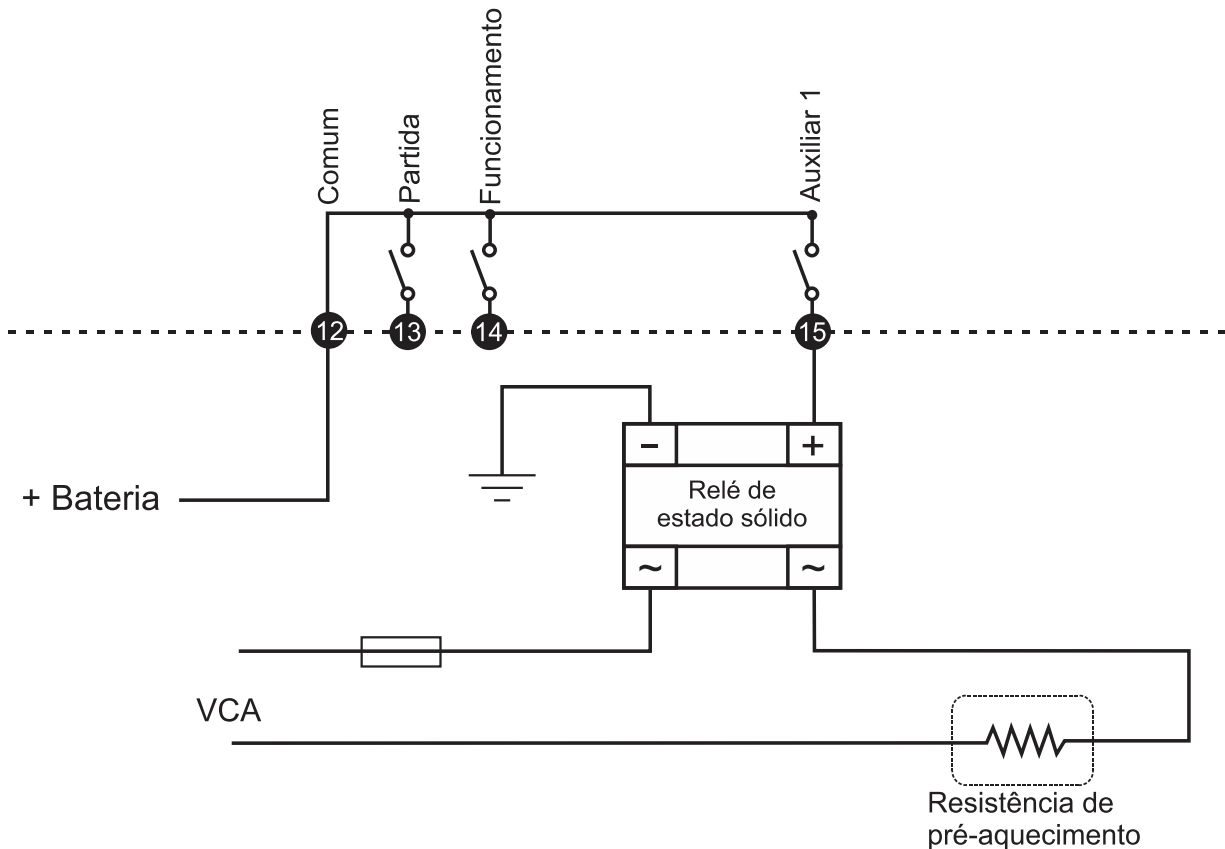 Comum
Partida
Funcionamento
Auxiliar 1
12
13
14
15
- +
+ Bateria
Relé de
estado sólido
~ ~
VCA
Resistência de
pré-aquecimento